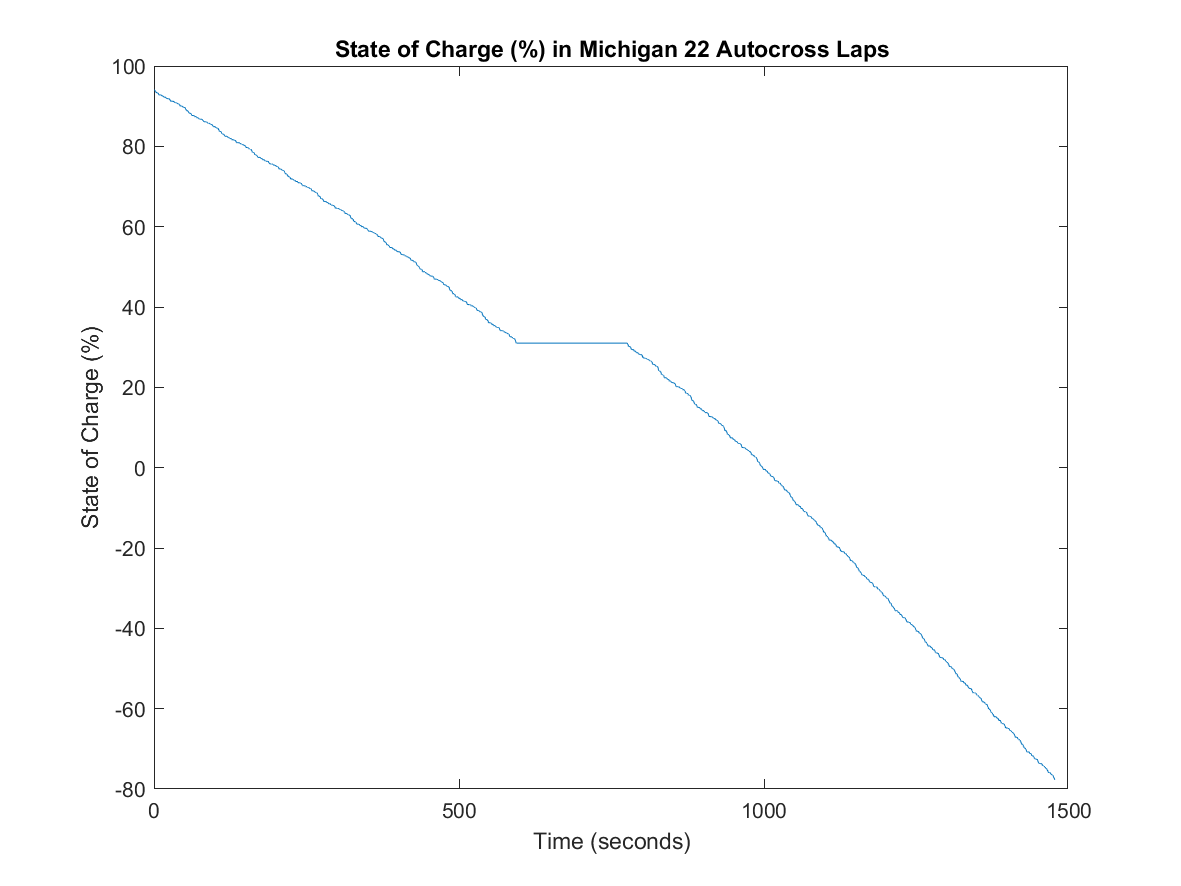 State of Charge (%) in Michigan 22 Autocross Laps
100
80
60
40
20
0
-20
-40
-60
-80
State of Charge (%)
0 500 1000 1500
Time (seconds)